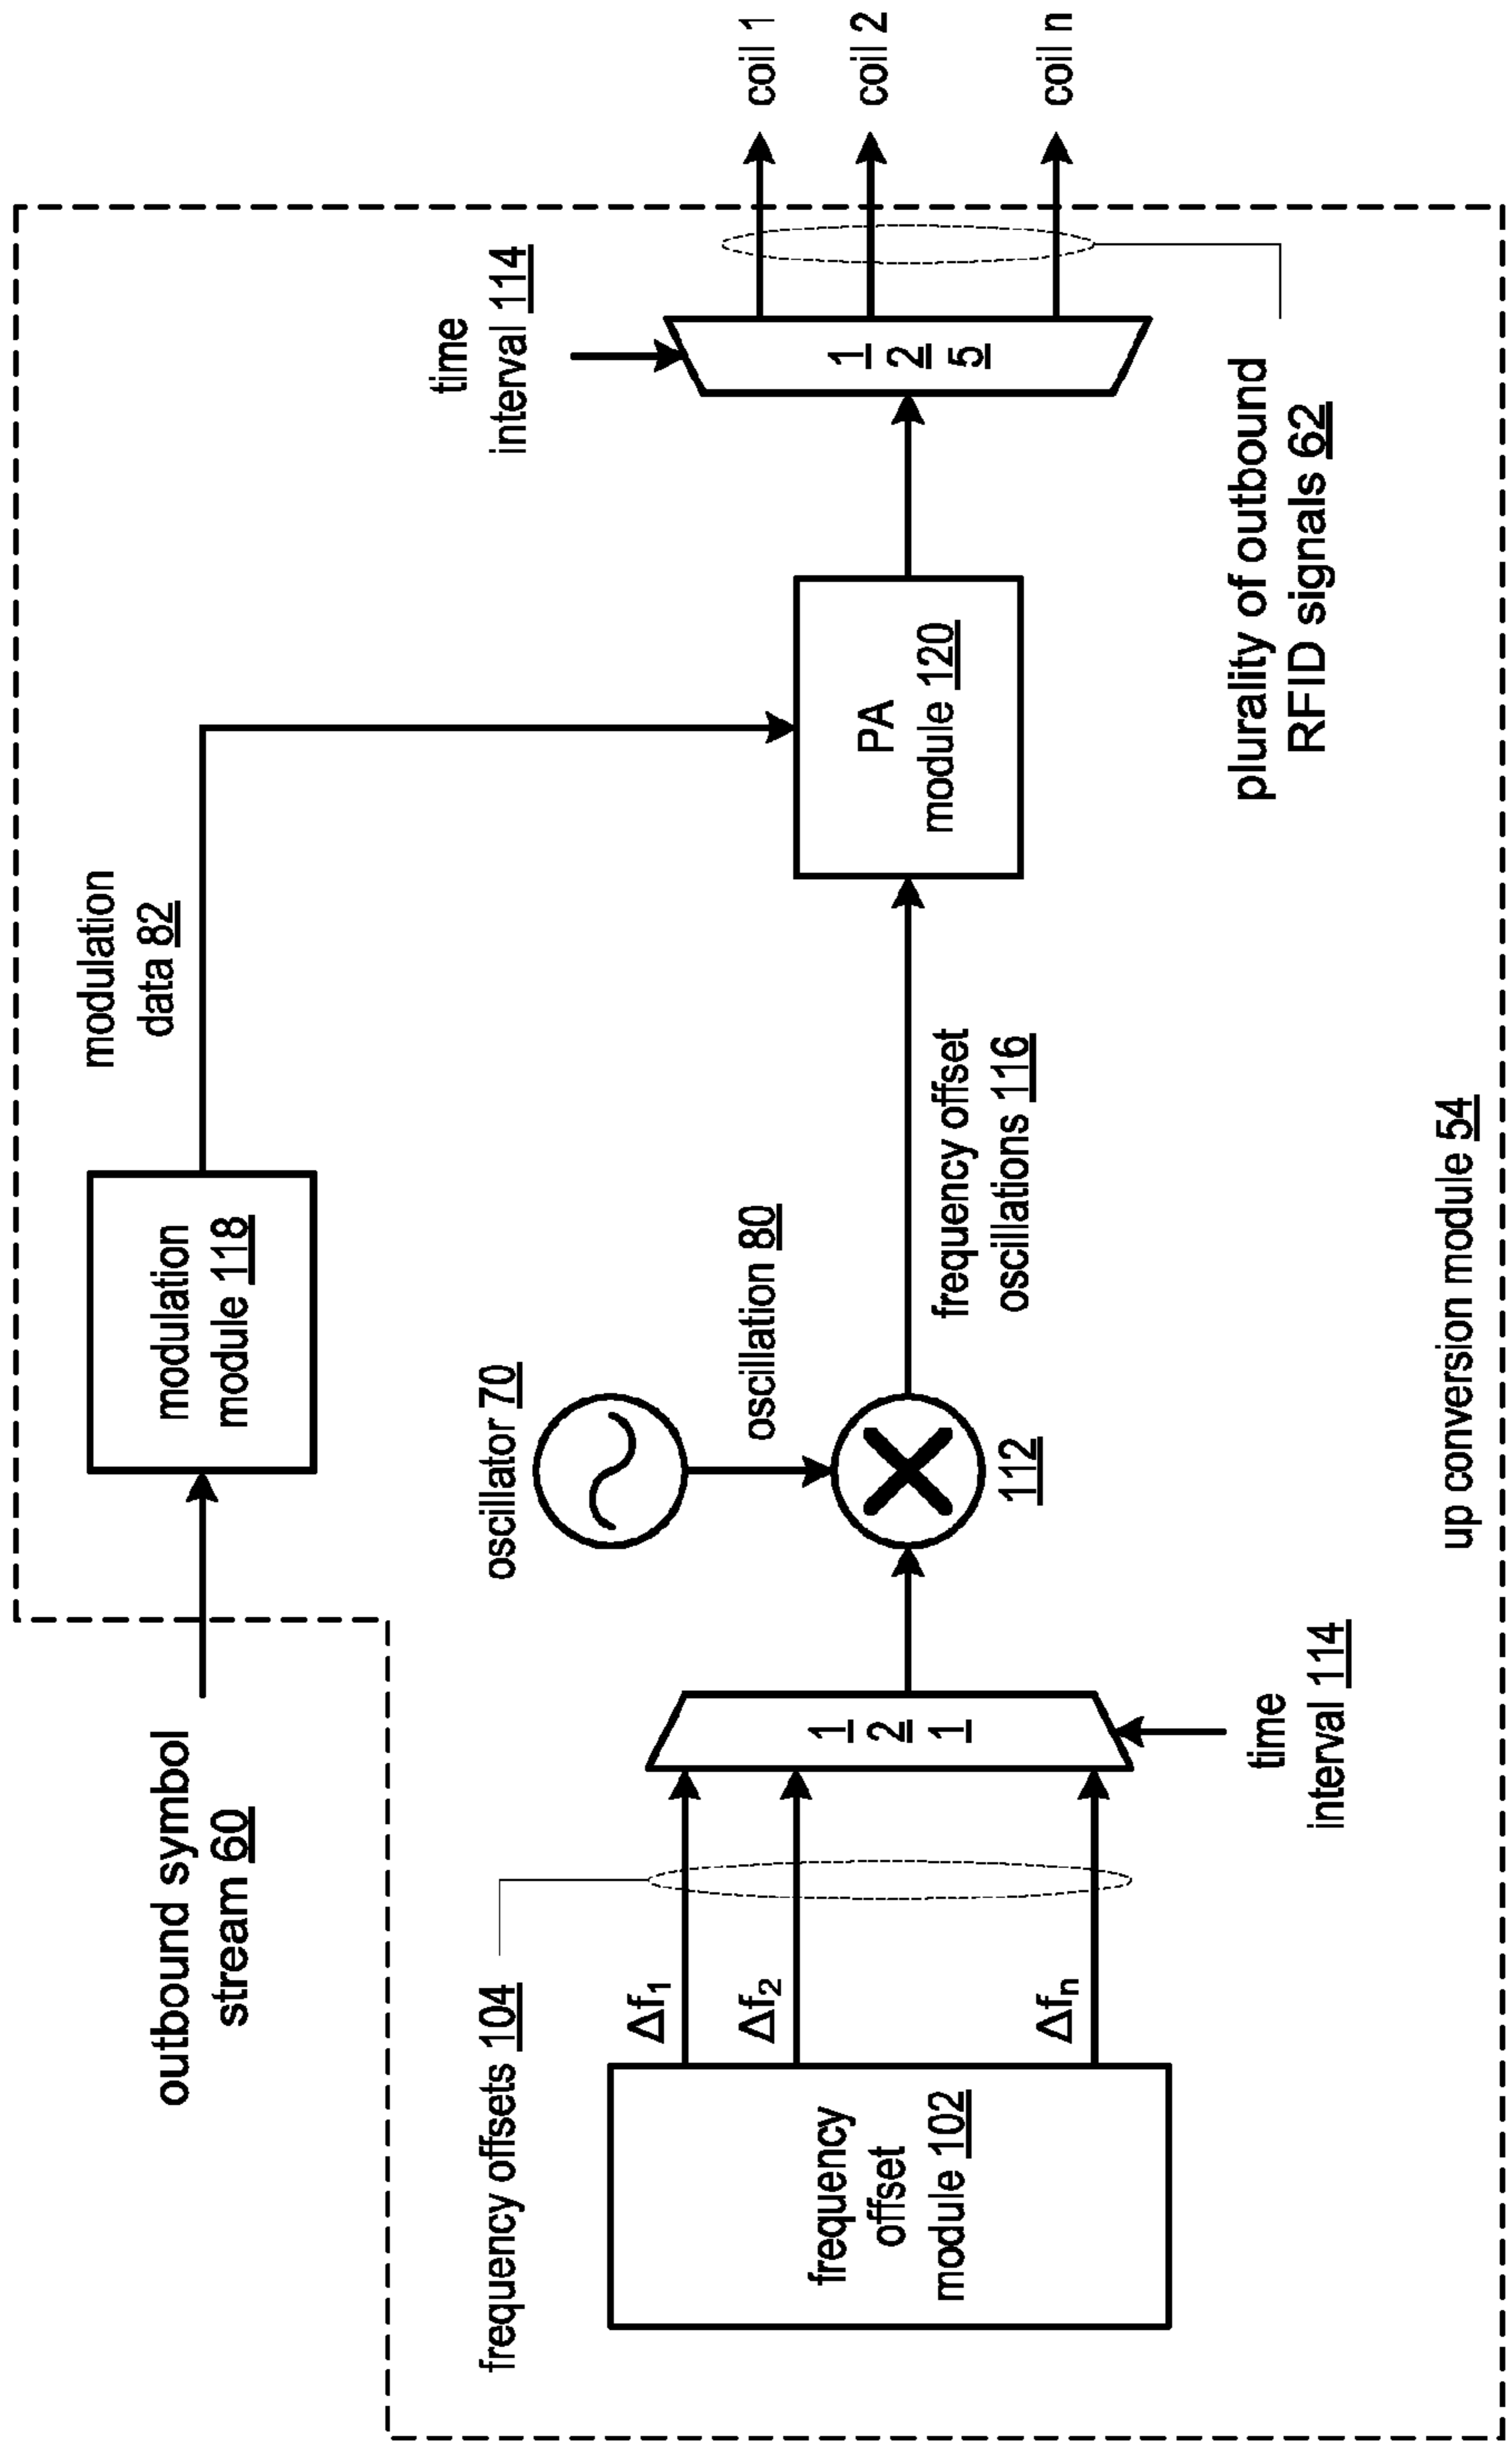 outbound symbol
stream 60
modulation
module 118
modulation
data 82
frequency offsets 104
oscillator 70
oscillation 80
time
interval 114
coil 1
coil 2
coil n
Δf1
Δf2
Δfn
frequency
offset
module 102
1
2
1
112
frequency offset
oscillations 116
PA
module 120
1
2
5
time
interval 114
plurality of outbound
RFID signals 62
up conversion module 54